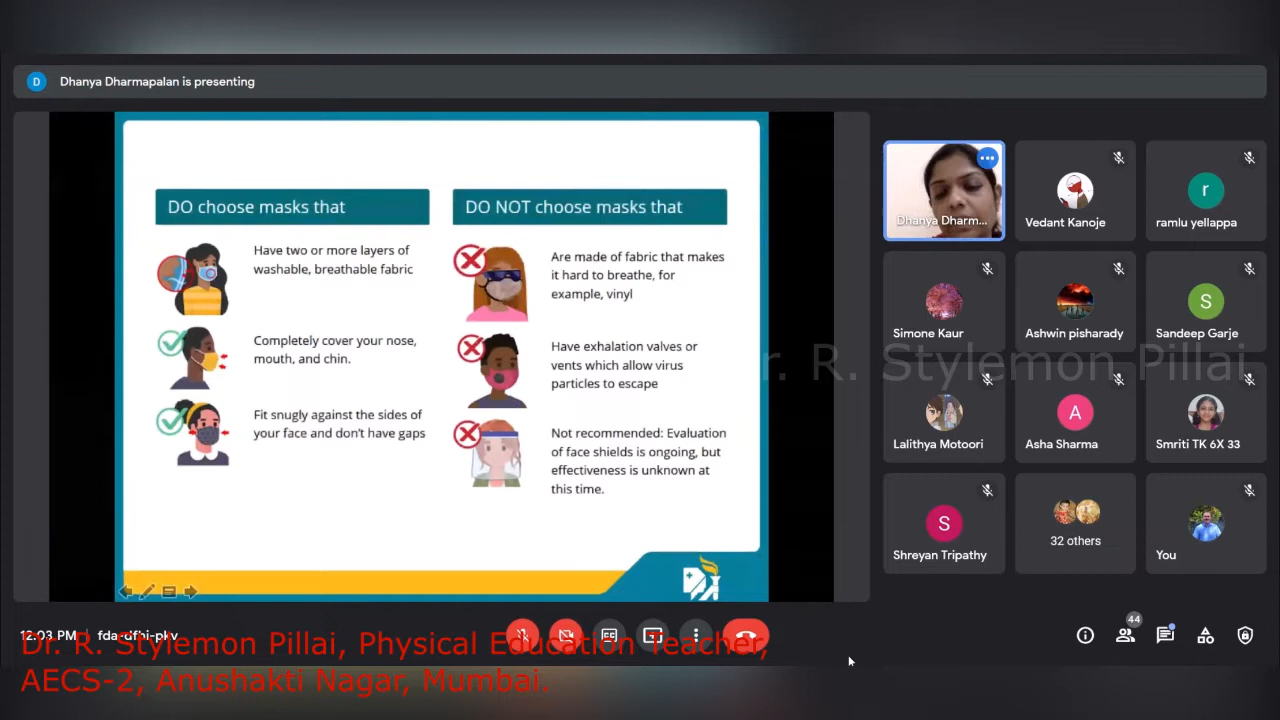 D
Dhanya Dharmapalan is presenting
DO choose masks that
Have two or more layers of
washable, breathable fabric
Completely cover your nose,
mouth, and chin.
Fit snugly against the sides of
your face and don't have gaps
DO NOT choose masks that
Are made of fabric that makes
it hard to breathe, for
example, vinyl
Have exhalation valves or
vents which allow virus
particles to escape
Not recommended: Evaluation
of face shields is ongoing, but
effectiveness is unknown at
this time.
Dhanya Dharm...
Vedant Kanoje
r
ramlu yellappa
Simone Kaur
Ashwin pisharady
S
Sandeep Garje
r. R. Stylemon Pillai
Lalithya Motoori
A
Asha Sharma
Smriti TK 6X 33
S
Shreyan Tripathy
32 others
You
12:03 PM
44
Dr. R. Stylemon Pillai, Physical Education Teacher,
AECS-2, Anushakti Nagar, Mumbai.